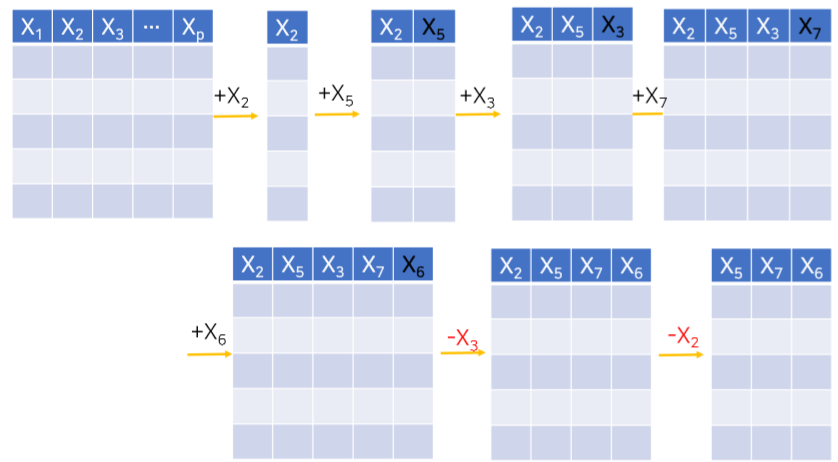 X₁ X₂ X₃ ... Xₚ
+X₂
X₂
+X₅
X₂ X₅
+X₃
X₂ X₅ X₃
+X₇
X₂ X₅ X₃ X₇
+X₆
X₂ X₅ X₃ X₇ X₆
-X₃
X₂ X₅ X₇ X₆
-X₂
X₅ X₇ X₆